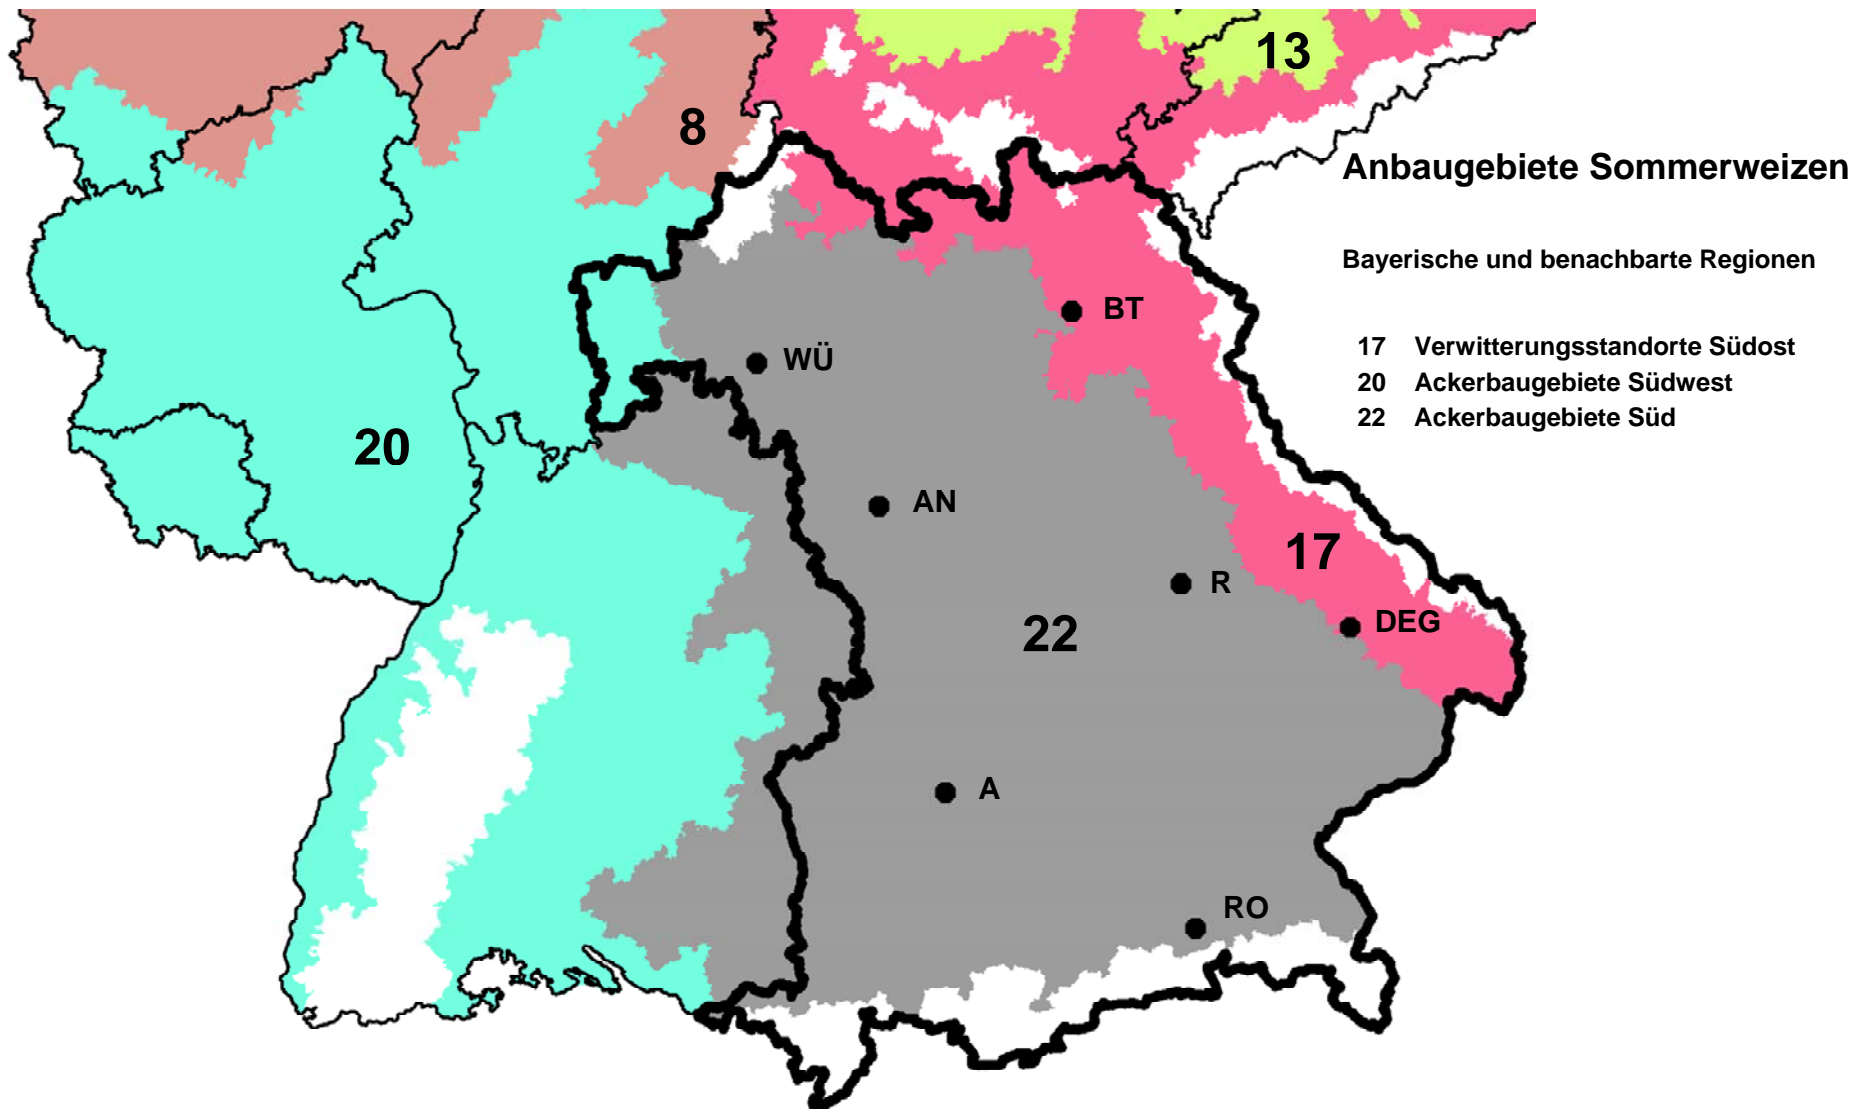 13
8
Anbaugebiete Sommerweizen
Bayerische und benachbarte Regionen
BT
17 Verwitterungsstandorte Südost
WÜ
20 Ackerbaugebiete Südwest
22 Ackerbaugebiete Süd
20
AN
17
R
DEG
22
A
RO